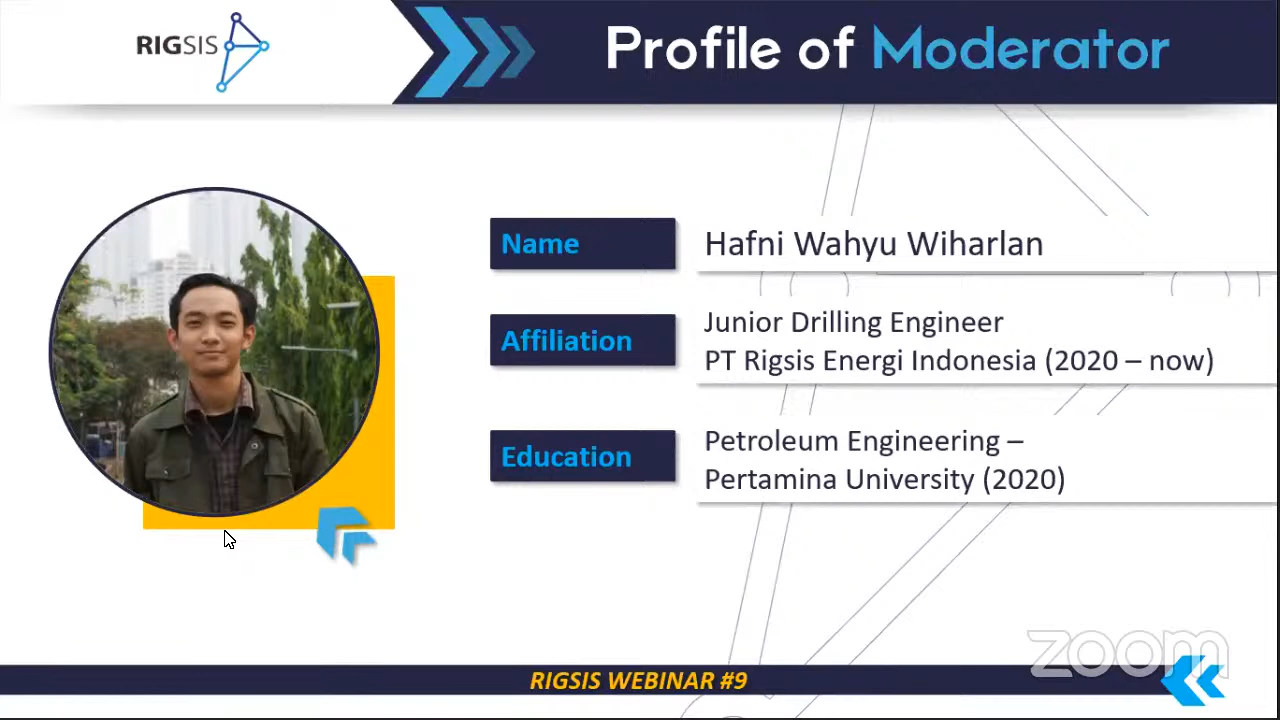 RIGSIS
Profile of Moderator
Name
Hafni Wahyu Wiharlan
Affiliation
Junior Drilling Engineer
PT Rigsis Energi Indonesia (2020 – now)
Education
Petroleum Engineering –
Pertamina University (2020)
zoom
RIGSIS WEBINAR #9